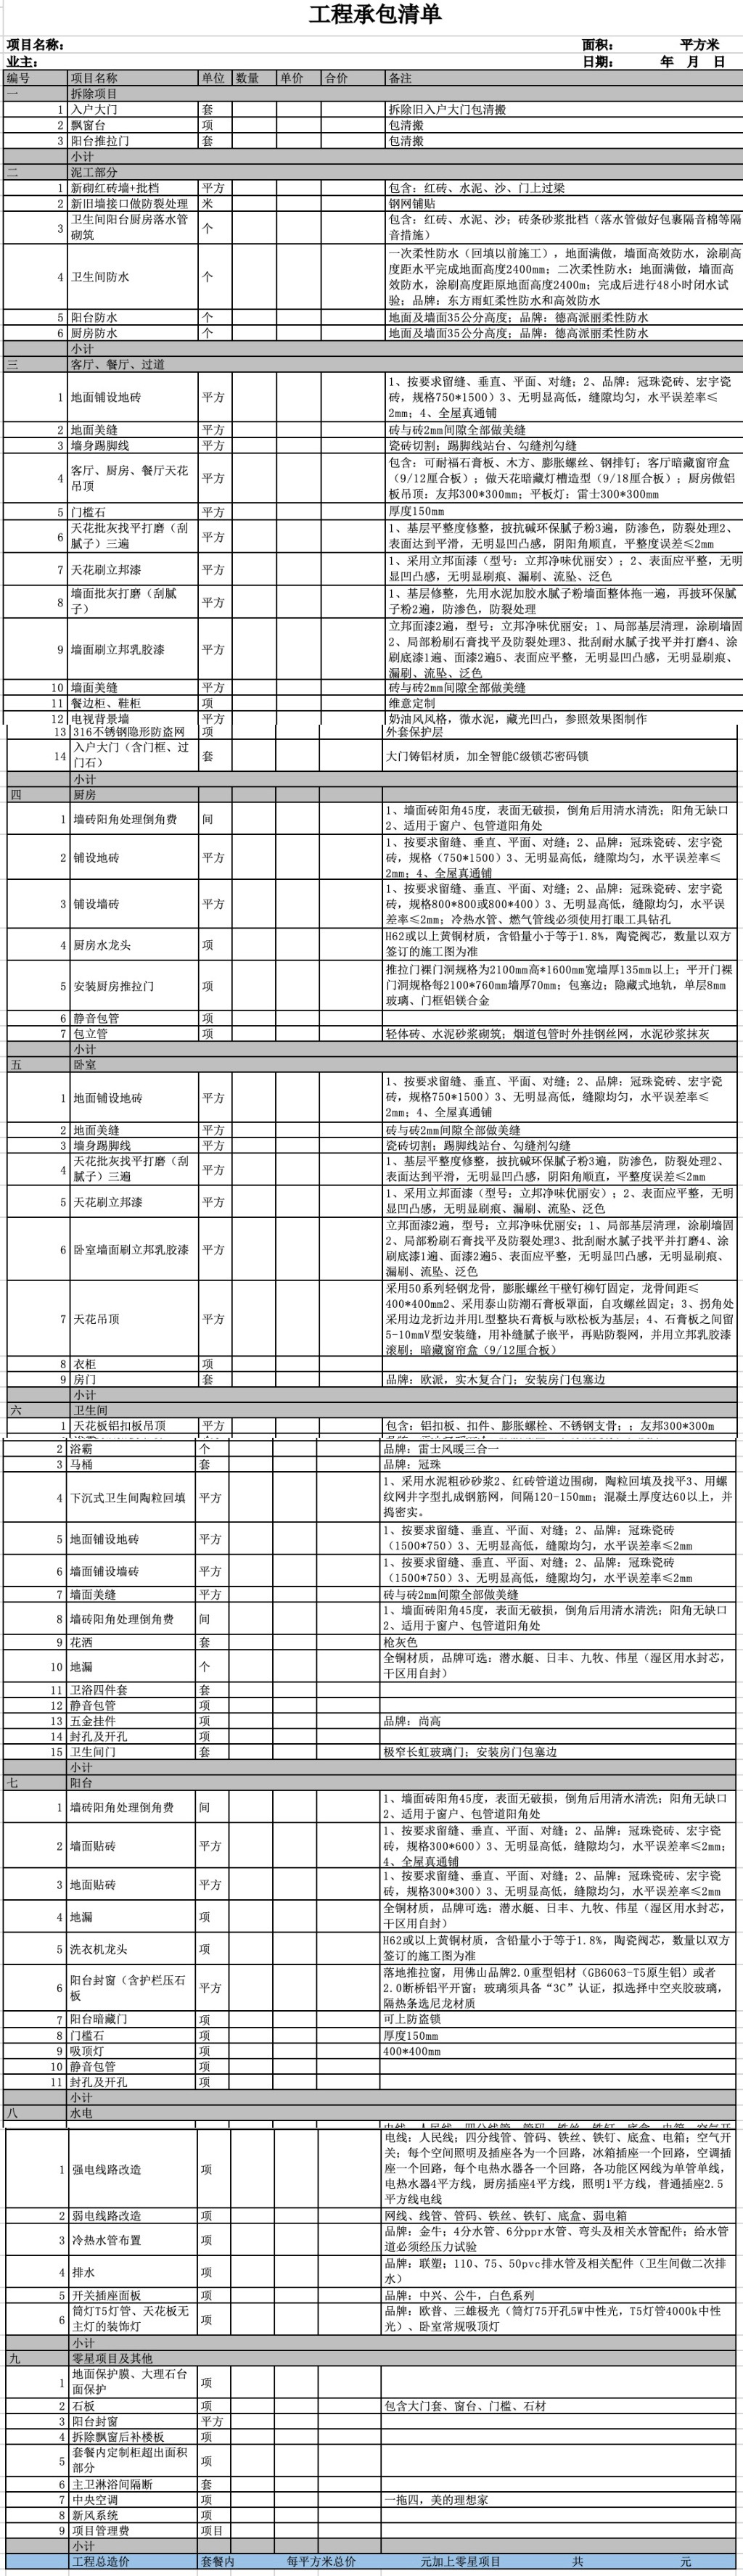 工程承包清单
项目名称： 面积： 平方米
业主： 日期： 年 月 日
编号 项目名称 单位 数量 单价 合价 备注
一 拆除项目
1 入户大门 套 拆除旧入户大门包清搬
2 飘窗台 项 包清搬
3 阳台推拉门 套 包清搬
小计
二 泥工部分
1 新砌红砖墙+批档 平方 包含：红砖、水泥、沙、门上过梁
2 新旧墙接口做防裂处理 米 钢网铺贴
3 卫生间阳台厨房落水管
砌筑 个 包含：红砖、水泥、沙；砖条砂浆批档（落水管做好包裹隔音棉等隔
音措施）
4 卫生间防水 个 一次柔性防水（回填以前施工），地面满做，墙面高效防水，涂刷高
度距水平完成地面高度2400mm；二次柔性防水：地面满做，墙面高
效防水，涂刷高度距原地面高度2400m；完成后进行48小时闭水试
验；品牌：东方雨虹柔性防水和高效防水
5 阳台防水 个 地面及墙面35公分高度；品牌：德高派丽柔性防水
6 厨房防水 个 地面及墙面35公分高度；品牌：德高派丽柔性防水
小计
三 客厅、餐厅、过道
1 地面铺设地砖 平方 1、按要求留缝、垂直、平面、对缝；2、品牌：冠珠瓷砖、宏宇瓷
砖，规格750*1500）3、无明显高低，缝隙均匀，水平误差率≤
2mm；4、全屋真通铺
2 地面美缝 平方 砖与砖2mm间隙全部做美缝
3 墙身踢脚线 平方 瓷砖切割；踢脚线站台、勾缝剂勾缝
4 客厅、厨房、餐厅天花
吊顶 平方 包含：可耐福石膏板、木方、膨胀螺丝、钢排钉；客厅暗藏窗帘盒
（9/12厘合板）；做天花暗藏灯槽造型（9/18厘合板）；厨房做铝
板吊顶：友邦300*300mm；平板灯：雷士300*300mm
5 门槛石 平方 厚度150mm
6 天花批灰找平打磨（刮
腻子）三遍 平方 1、基层平整度修整，披抗碱环保腻子粉3遍，防渗色，防裂处理2、
表面达到平滑，无明显凹凸感，阴阳角顺直，平整度误差≤2mm
7 天花刷立邦漆 平方 1、采用立邦面漆（型号：立邦净味优丽安）；2、表面应平整，无明
显凹凸感，无明显刷痕、漏刷、流坠、泛色
8 墙面批灰打磨（刮腻
子） 平方 1、基层修整，先用水泥加胶水腻子粉墙面整体拖一遍，再披环保腻
子粉2遍，防渗色，防裂处理
9 墙面刷立邦乳胶漆 平方 立邦面漆2遍，型号：立邦净味优丽安；1、局部基层清理，涂刷墙固
2、局部粉刷石膏找平及防裂处理3、批刮耐水腻子找平并打磨4、涂
刷底漆1遍、面漆2遍5、表面应平整，无明显凹凸感，无明显刷痕、
漏刷、流坠、泛色
10 墙面美缝 平方 砖与砖2mm间隙全部做美缝
11 餐边柜、鞋柜 项 维意定制
12 电视背景墙 平方 奶油风风格，微水泥，藏光凹凸，参照效果图制作
13 316不锈钢隐形防盗网 项 外套保护层
14 入户大门（含门框、过
门石） 套 大门铸铝材质，加全智能C级锁芯密码锁
小计
四 厨房
1 墙砖阳角处理倒角费 间 1、墙面砖阳角45度，表面无破损，倒角后用清水清洗；阳角无缺口
2、适用于窗户、包管道阳角处
2 铺设地砖 平方 1、按要求留缝、垂直、平面、对缝；2、品牌：冠珠瓷砖、宏宇瓷
砖，规格（750*1500）3、无明显高低，缝隙均匀，水平误差率≤
2mm；4、全屋真通铺
3 铺设墙砖 平方 1、按要求留缝、垂直、平面、对缝；2、品牌：冠珠瓷砖、宏宇瓷
砖，规格800*800或800*400）3、无明显高低，缝隙均匀，水平误
差率≤2mm；冷热水管、燃气管线必须使用打眼工具钻孔
4 厨房水龙头 项 H62或以上黄铜材质，含铅量小于等于1.8%，陶瓷阀芯，数量以双方
签订的施工图为准
5 安装厨房推拉门 项 推拉门裸门洞规格为2100mm高*1600mm宽墙厚135mm以上；平开门裸
门洞规格每2100*760mm墙厚70mm；包塞边；隐藏式地轨，单层8mm
玻璃、门框铝镁合金
6 静音包管 项
7 包立管 项 轻体砖、水泥砂浆砌筑；烟道包管时外挂钢丝网，水泥砂浆抹灰
小计
五 卧室
1 地面铺设地砖 平方 1、按要求留缝、垂直、平面、对缝；2、品牌：冠珠瓷砖、宏宇瓷
砖，规格750*1500）3、无明显高低，缝隙均匀，水平误差率≤
2mm；4、全屋真通铺
2 地面美缝 平方 砖与砖2mm间隙全部做美缝
3 墙身踢脚线 平方 瓷砖切割；踢脚线站台、勾缝剂勾缝
4 天花批灰找平打磨（刮
腻子）三遍 平方 1、基层平整度修整，披抗碱环保腻子粉3遍，防渗色，防裂处理2、
表面达到平滑，无明显凹凸感，阴阳角顺直，平整度误差≤2mm
5 天花刷立邦漆 平方 1、采用立邦面漆（型号：立邦净味优丽安）；2、表面应平整，无明
显凹凸感，无明显刷痕、漏刷、流坠、泛色
6 卧室墙面刷立邦乳胶漆 平方 立邦面漆2遍，型号：立邦净味优丽安；1、局部基层清理，涂刷墙固
2、局部粉刷石膏找平及防裂处理3、批刮耐水腻子找平并打磨4、涂
刷底漆1遍、面漆2遍5、表面应平整，无明显凹凸感，无明显刷痕、
漏刷、流坠、泛色
7 天花吊顶 平方 采用50系列轻钢龙骨，膨胀螺丝干壁钉柳钉固定，龙骨间距≤
400*400mm2、采用泰山防潮石膏板罩面，自攻螺丝固定；3、拐角处
采用边龙折边并用L型整块石膏板与欧松板为基层；4、石膏板之间留
5-10mmV型安装缝，用补缝腻子嵌平，再贴防裂网，并用立邦乳胶漆
滚刷；暗藏窗帘盒（9/12厘合板）
8 衣柜 项
9 房门 套 品牌：欧派，实木复合门；安装房门包塞边
小计
六 卫生间
1 天花板铝扣板吊顶 平方 包含：铝扣板、扣件、膨胀螺栓、不锈钢支骨；；友邦300*300m
2 浴霸 个 品牌：雷士风暖三合一
3 马桶 套 品牌：冠珠
4 下沉式卫生间陶粒回填 平方 1、采用水泥粗砂砂浆2、红砖管道边围砌，陶粒回填及找平3、用螺
纹网井字型扎成钢筋网，间隔120-150mm；混凝土厚度达60以上，并
捣密实。
5 地面铺设地砖 平方 1、按要求留缝、垂直、平面、对缝；2、品牌：冠珠瓷砖
（1500*750）3、无明显高低，缝隙均匀，水平误差率≤2mm
6 墙面铺设墙砖 平方 1、按要求留缝、垂直、平面、对缝；2、品牌：冠珠瓷砖
（1500*750）3、无明显高低，缝隙均匀，水平误差率≤2mm
7 墙面美缝 平方 砖与砖2mm间隙全部做美缝
8 墙砖阳角处理倒角费 间 1、墙面砖阳角45度，表面无破损，倒角后用清水清洗；阳角无缺口
2、适用于窗户、包管道阳角处
9 花洒 套 枪灰色
10 地漏 个 全铜材质，品牌可选：潜水艇、日丰、九牧、伟星（湿区用水封芯，
干区用自封）
11 卫浴四件套 套
12 静音包管 项
13 五金挂件 项 品牌：尚高
14 封孔及开孔 项
15 卫生间门 套 极窄长虹玻璃门；安装房门包塞边
小计
七 阳台
1 墙砖阳角处理倒角费 间 1、墙面砖阳角45度，表面无破损，倒角后用清水清洗；阳角无缺口
2、适用于窗户、包管道阳角处
2 墙面贴砖 平方 1、按要求留缝、垂直、平面、对缝；2、品牌：冠珠瓷砖、宏宇瓷
砖，规格300*600）3、无明显高低，缝隙均匀，水平误差率≤2mm；
4、全屋真通铺
3 地面贴砖 平方 1、按要求留缝、垂直、平面、对缝；2、品牌：冠珠瓷砖、宏宇瓷
砖，规格300*300）3、无明显高低，缝隙均匀，水平误差率≤2mm
4 地漏 项 全铜材质，品牌可选：潜水艇、日丰、九牧、伟星（湿区用水封芯，
干区用自封）
5 洗衣机龙头 项 H62或以上黄铜材质，含铅量小于等于1.8%，陶瓷阀芯，数量以双方
签订的施工图为准
6 阳台封窗（含护栏压石
板 平方 落地推拉窗，用佛山品牌2.0重型铝材（GB6063-T5原生铝）或者
2.0断桥铝平开窗；玻璃须具备“3C”认证，拟选择中空夹胶玻璃，
隔热条选尼龙材质
7 阳台暗藏门 项 可上防盗锁
8 门槛石 项 厚度150mm
9 吸顶灯 项 400*400mm
10 静音包管 项
11 封孔及开孔 项
小计
八 水电
1 强电线路改造 项 电线：人民线；四分线管、管码、铁丝、铁钉、底盒、电箱；空气开
关；每个空间照明及插座各为一个回路，冰箱插座一个回路，空调插
座一个回路，每个电热水器各一个回路，各功能区网线为单管单线，
电热水器4平方线，厨房插座4平方线，照明1平方线，普通插座2.5
平方线电线
2 弱电线路改造 项 网线、线管、管码、铁丝、铁钉、底盒、弱电箱
3 冷热水管布置 项 品牌：金牛；4分水管、6分ppr水管、弯头及相关水管配件；给水管
道必须经压力试验
4 排水 项 品牌：联塑；110、75、50pvc排水管及相关配件（卫生间做二次排
水）
5 开关插座面板 项 品牌：中兴、公牛，白色系列
6 筒灯T5灯管、天花板无
主灯的装饰灯 项 品牌：欧普、三雄极光（筒灯75开孔5W中性光，T5灯管4000k中性
光）、卧室常规吸顶灯
小计
九 零星项目及其他
1 地面保护膜、大理石台
面保护 项
2 石板 项 包含大门套、窗台、门槛、石材
3 阳台封窗 平方
4 拆除飘窗后补楼板 项
5 套餐内定制柜超出面积
部分 项
6 主卫淋浴间隔断 套
7 中央空调 项 一拖四，美的理想家
8 新风系统 项
9 项目管理费 项目
小计
工程总造价 套餐内 每平方米总价 元加上零星项目 共 元